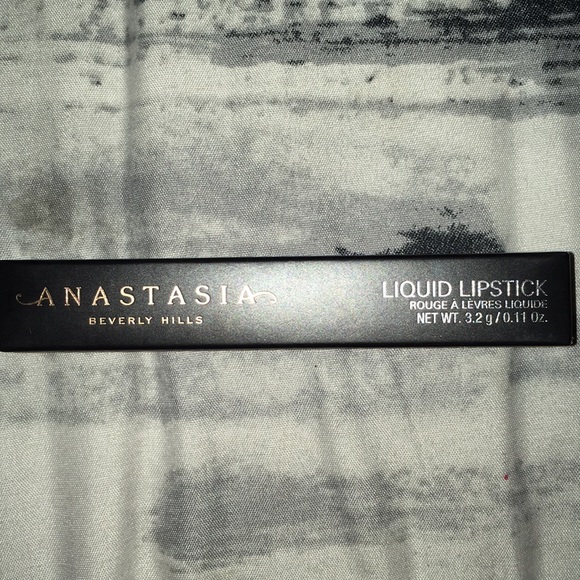 ANASTASIA
BEVERLY HILLS
LIQUID LIPSTICK
ROUGE À LÈVRES LIQUIDE
NET WT. 3.2 g / 0.11 Oz.